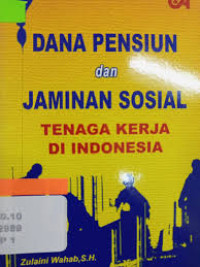 DANA PENSIUN
dan
JAMINAN SOSIAL
TENAGA KERJA
DI INDONESIA
Zulaini Wahab, S.H.